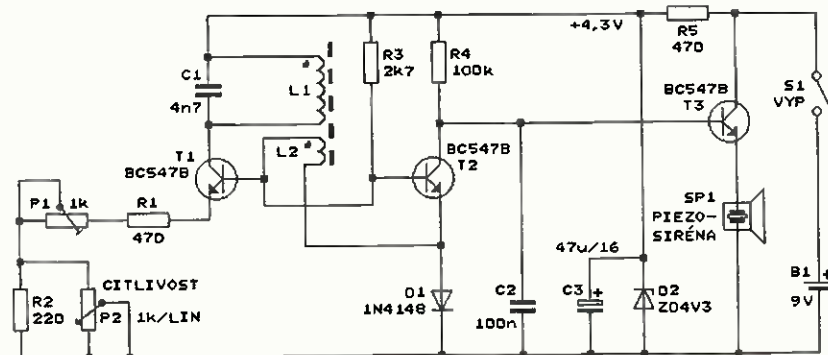 +4,3V
R5
470
C1
4n7
L1
R3
2k7
R4
100k
BC547B
T3
S1
VYP
L2
T1
BC547B
BC547B
T2
P1
1k
R1
470
SP1
PIEZO-
SIRÉNA
47u/16
R2
220
CITLIVOST
P2
1k/LIN
D1
1N4148
C2
100n
C3
+
D2
ZD4V3
B1
+
9V